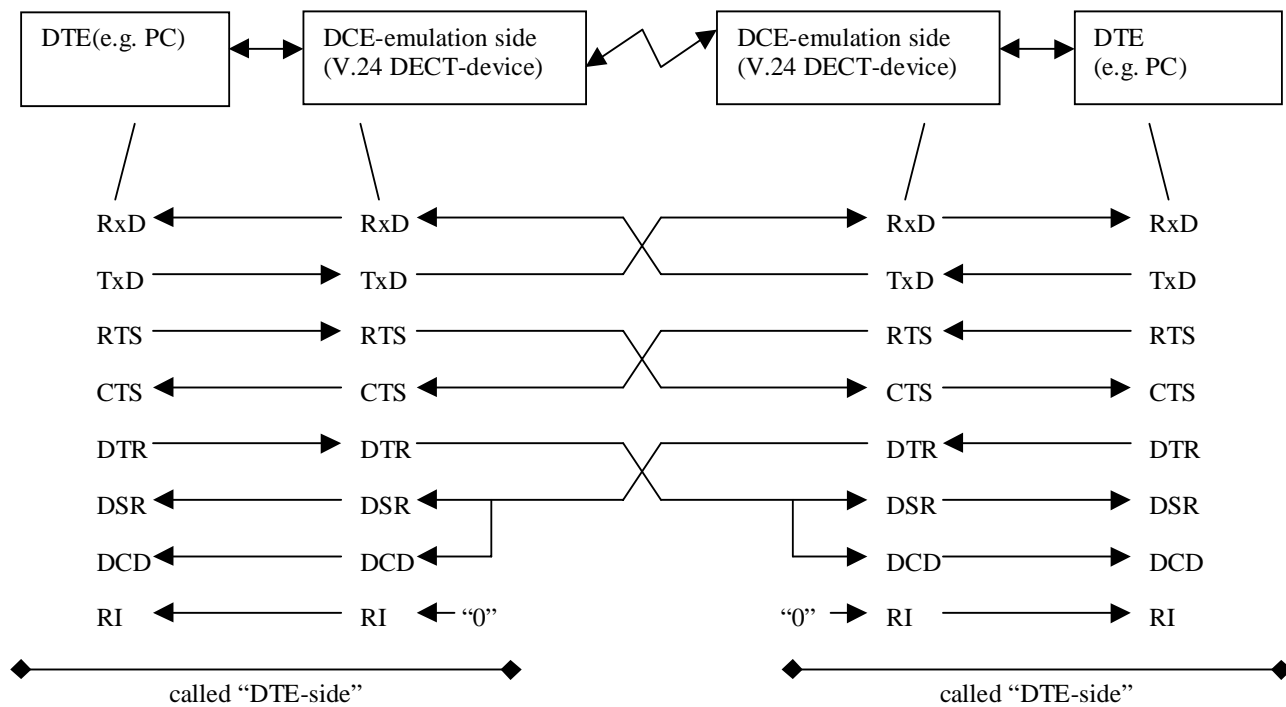 DTE(e.g. PC) DCE-emulation side DCE-emulation side DTE
(V.24 DECT-device) (V.24 DECT-device) (e.g. PC)
RxD RxD RxD RxD
TxD TxD TxD TxD
RTS RTS RTS RTS
CTS CTS CTS CTS
DTR DTR DTR DTR
DSR DSR DSR DSR
DCD DCD DCD DCD
RI RI “0” “0” RI RI
called “DTE-side” called “DTE-side”